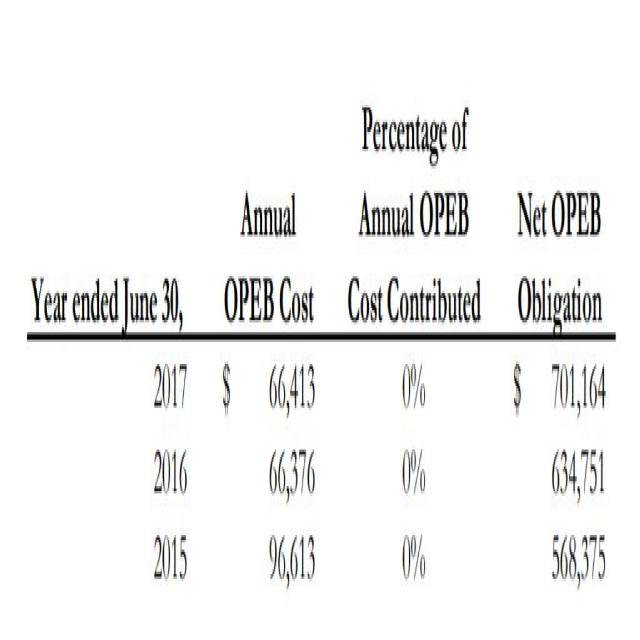 Percentage of
Annual Annual OPEB Net OPEB
Year ended June 30, OPEB Cost Cost Contributed Obligation
2017 $ 66,413 0% $ 701,164
2016 66,376 0% 634,751
2015 96,613 0% 568,375